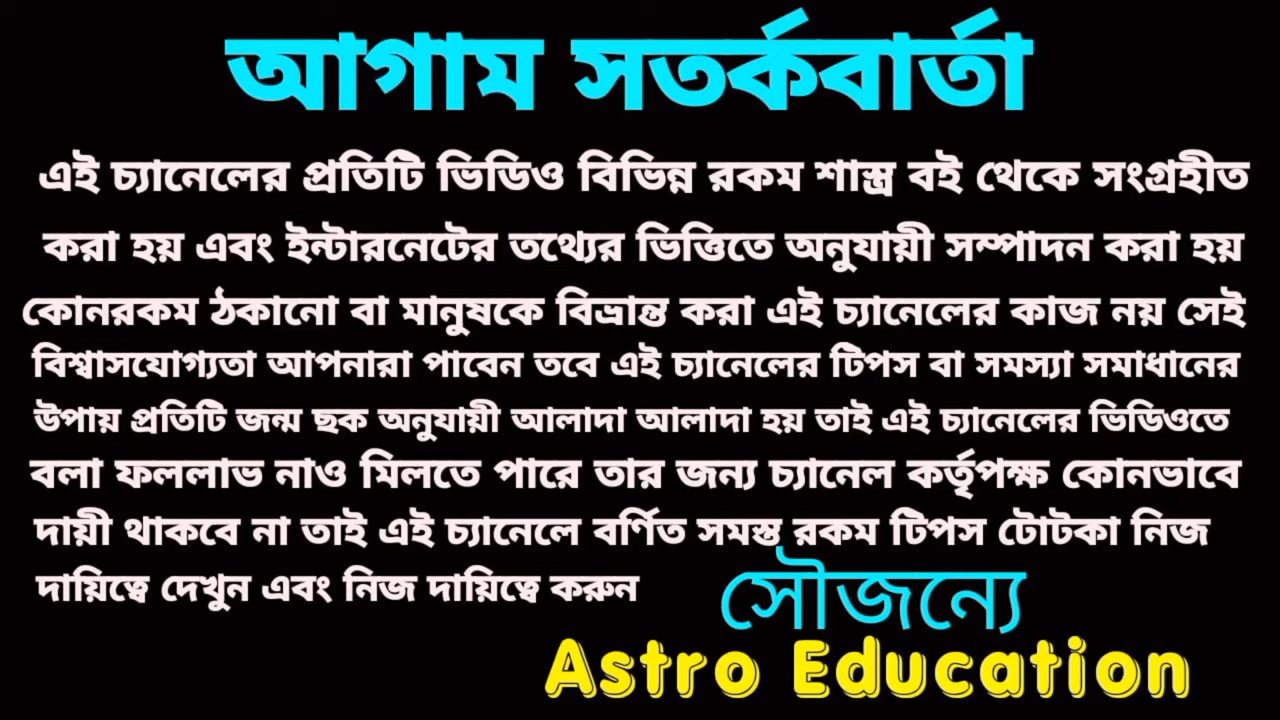 আগাম সতর্কবার্তা
এই চ্যানেলের প্রতিটি ভিডিও বিভিন্ন রকম শাস্ত্র বই থেকে সংগ্রহীত
করা হয় এবং ইন্টারনেটের তথ্যের ভিত্তিতে অনুযায়ী সম্পাদন করা হয়
কোনরকম ঠকানো বা মানুষকে বিভ্রান্ত করা এই চ্যানেলের কাজ নয় সেই
বিশ্বাসযোগ্যতা আপনারা পাবেন তবে এই চ্যানেলের টিপস বা সমস্যা সমাধানের
উপায় প্রতিটি জন্ম ছক অনুযায়ী আলাদা আলাদা হয় তাই এই চ্যানেলের ভিডিওতে
বলা ফললাভ নাও মিলতে পারে তার জন্য চ্যানেল কর্তৃপক্ষ কোনভাবে
দায়ী থাকবে না তাই এই চ্যানেলে বর্ণিত সমস্ত রকম টিপস টোটকা নিজ
দায়িত্বে দেখুন এবং নিজ দায়িত্বে করুন
সৌজন্যে
Astro Education